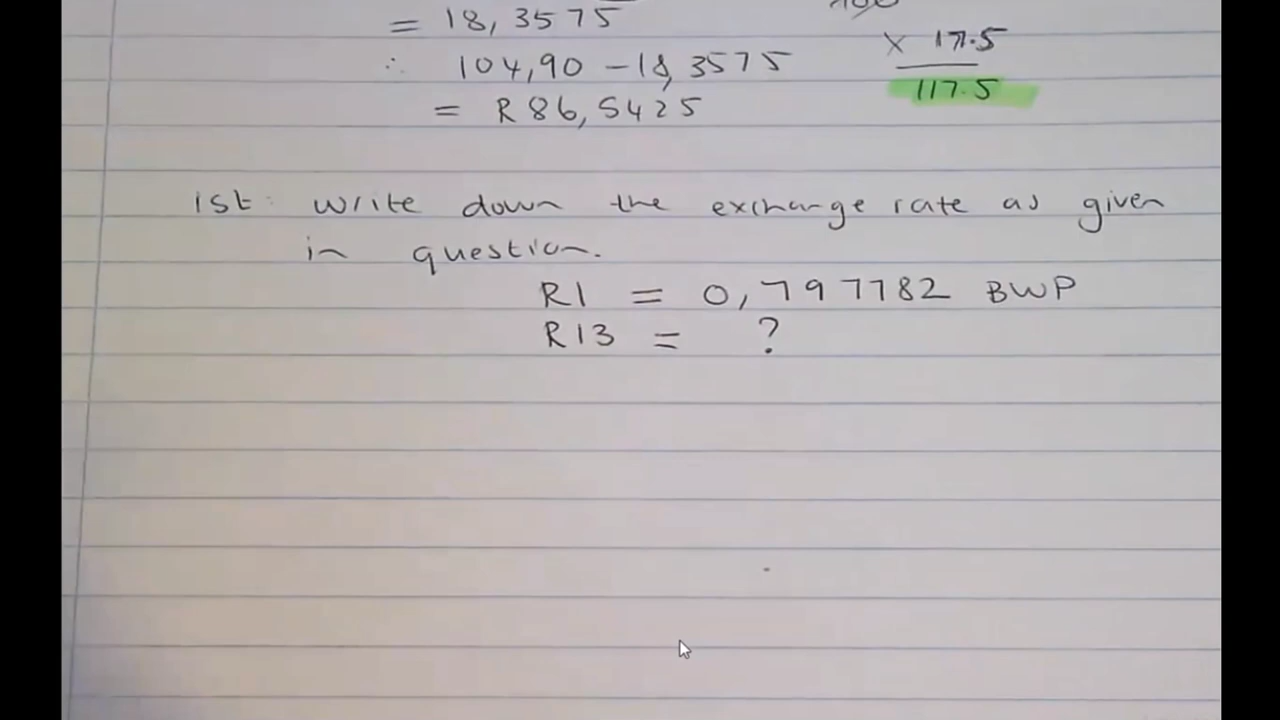 = 18,3575
× 17.5
∴ 104,90 - 18,3575
117.5
= R 86,5425
1st: Write down the exchange rate as given
in question.
R1 = 0,797782 BWP
R13 = ?